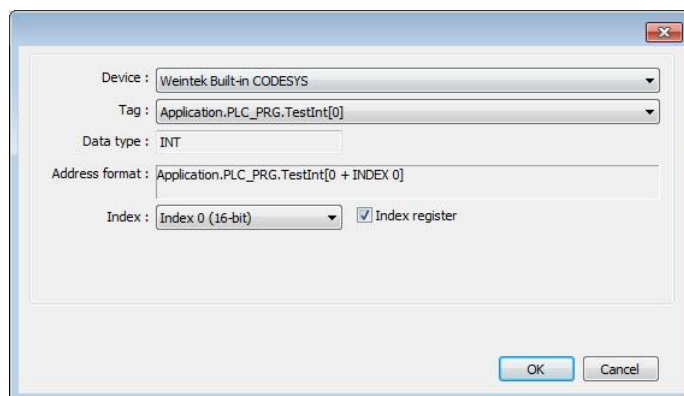 Device : Weintek Built-in CODESYS
Tag : Application.PLC_PRG.TestInt[0]
Data type : INT
Address format : Application.PLC_PRG.TestInt[0 + INDEX 0]
Index : Index 0 (16-bit) Index register
OK Cancel